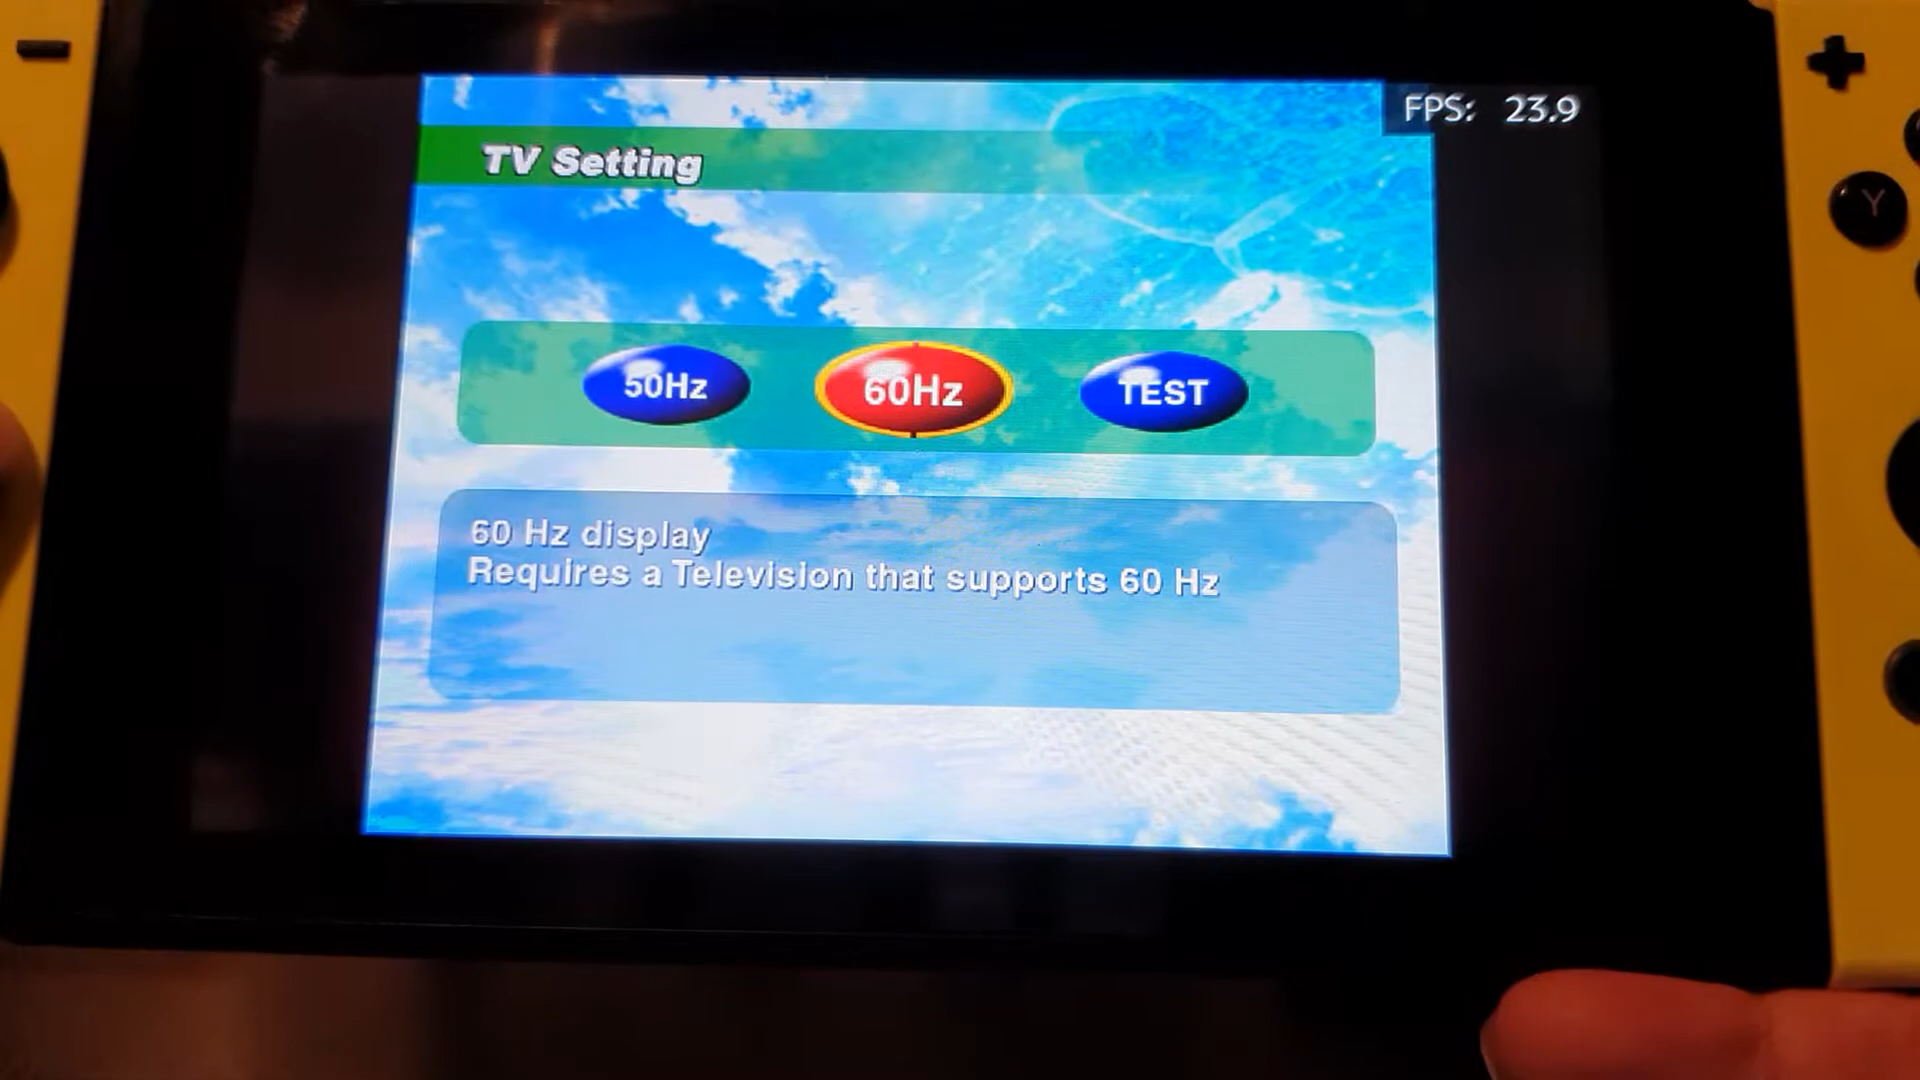 FPS: 23.9
TV Setting
50Hz
60Hz
TEST
60 Hz display
Requires a Television that supports 60 Hz
Y